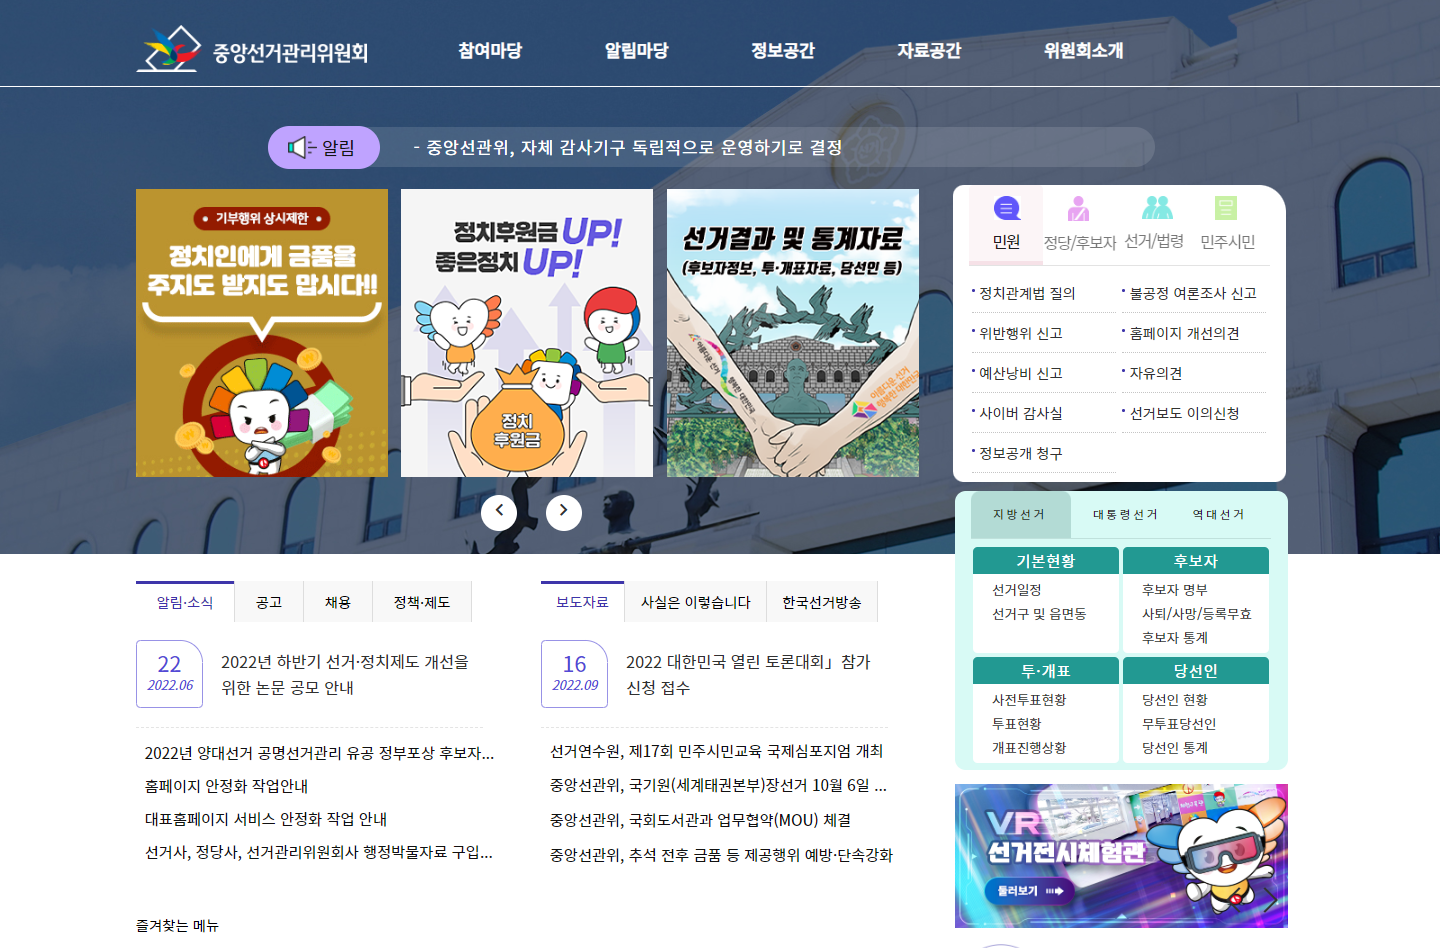 중앙선거관리위원회
참여마당
알림마당
정보공간
자료공간
위원회소개
알림
- 중앙선관위, 자체 감사기구 독립적으로 운영하기로 결정
• 기부행위 상시제한 •
정치인에게 금품을
주지도 받지도 맙시다!!
정치후원금 UP!
좋은정치 UP!
정치
후원금
선거결과 및 통계자료
(후보자정보, 투·개표자료, 당선인 등)
아름다운 선거
행복한 대한민국
아름다운 선거
행복한 대한민국
민원
정당/후보자
선거/법령
민주시민
정치관계법 질의
불공정 여론조사 신고
위반행위 신고
홈페이지 개선의견
예산낭비 신고
자유의견
사이버 감사실
선거보도 이의신청
정보공개 청구
지방선거
대통령선거
역대선거
기본현황
선거일정
선거구 및 읍면동
후보자
후보자 명부
사퇴/사망/등록무효
후보자 통계
투·개표
사전투표현황
투표현황
개표진행상황
당선인
당선인 현황
무투표당선인
당선인 통계
알림·소식
공고
채용
정책·제도
22
2022.06
2022년 하반기 선거·정치제도 개선을
위한 논문 공모 안내
2022년 양대선거 공명선거관리 유공 정부포상 후보자...
홈페이지 안정화 작업안내
대표홈페이지 서비스 안정화 작업 안내
선거사, 정당사, 선거관리위원회사 행정박물자료 구입...
보도자료
사실은 이렇습니다
한국선거방송
16
2022.09
2022 대한민국 열린 토론대회」참가
신청 접수
선거연수원, 제17회 민주시민교육 국제심포지엄 개최
중앙선관위, 국기원(세계태권본부)장선거 10월 6일 ...
중앙선관위, 국회도서관과 업무협약(MOU) 체결
중앙선관위, 추석 전후 금품 등 제공행위 예방·단속강화
VR
선거전시체험관
둘러보기
즐겨찾는 메뉴